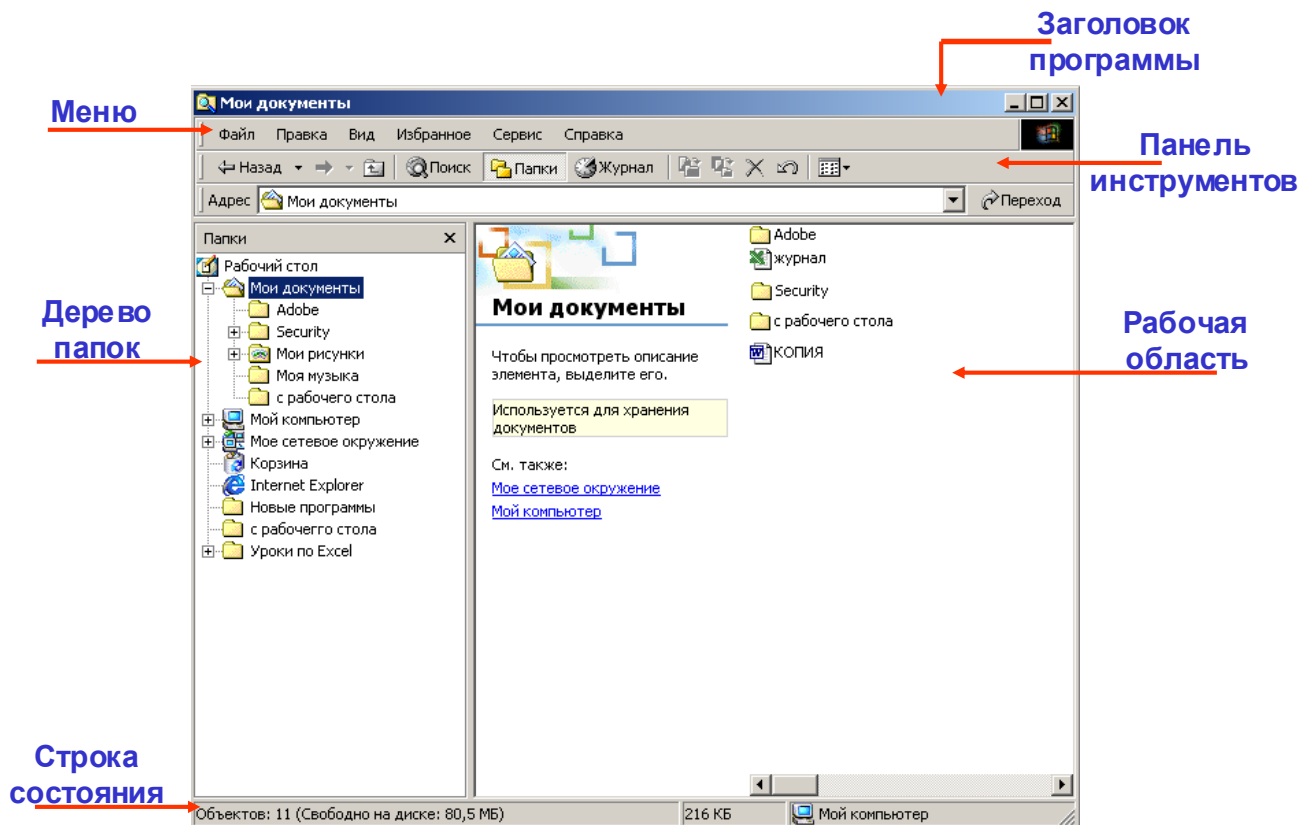 Заголовок
программы
Меню
Мои документы
Файл Правка Вид Избранное Сервис Справка
Панель
инструментов
Назад Поиск Папки Журнал
Адрес Мои документы Переход
Папки
Рабочий стол
Мои документы
Adobe
Security
Мои рисунки
Моя музыка
с рабочего стола
Мой компьютер
Мое сетевое окружение
Корзина
Internet Explorer
Новые программы
с рабочегго стола
Уроки по Excel
Дерево
папок
Мои документы
Чтобы просмотреть описание
элемента, выделите его.
Используется для хранения
документов
См. также:
Мое сетевое окружение
Мой компьютер
Adobe
журнал
Security
с рабочего стола
КОПИЯ
Рабочая
область
Строка
состояния
Объектов: 11 (Свободно на диске: 80,5 МБ) 216 КБ Мой компьютер